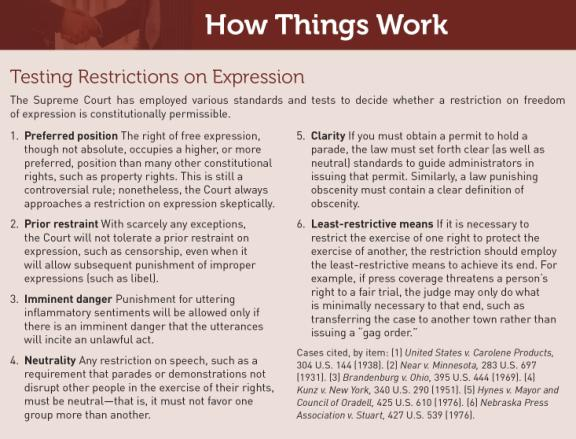 How Things Work
Testing Restrictions on Expression
The Supreme Court has employed various standards and tests to decide whether a restriction on freedom
of expression is constitutionally permissible.
1. Preferred position The right of free expression,
though not absolute, occupies a higher, or more
preferred, position than many other constitutional
rights, such as property rights. This is still a
controversial rule; nonetheless, the Court always
approaches a restriction on expression skeptically.
2. Prior restraint With scarcely any exceptions,
the Court will not tolerate a prior restraint on
expression, such as censorship, even when it
will allow subsequent punishment of improper
expressions (such as libel).
3. Imminent danger Punishment for uttering
inflammatory sentiments will be allowed only if
there is an imminent danger that the utterances
will incite an unlawful act.
4. Neutrality Any restriction on speech, such as a
requirement that parades or demonstrations not
disrupt other people in the exercise of their rights,
must be neutral—that is, it must not favor one
group more than another.
5. Clarity If you must obtain a permit to hold a
parade, the law must set forth clear (as well as
neutral) standards to guide administrators in
issuing that permit. Similarly, a law punishing
obscenity must contain a clear definition of
obscenity.
6. Least-restrictive means If it is necessary to
restrict the exercise of one right to protect the
exercise of another, the restriction should employ
the least-restrictive means to achieve its end. For
example, if press coverage threatens a person's
right to a fair trial, the judge may only do what
is minimally necessary to that end, such as
transferring the case to another town rather than
issuing a "gag order."
Cases cited, by item: (1) United States v. Carolene Products,
304 U.S. 144 (1938). (2) Near v. Minnesota, 283 U.S. 697
(1931). (3) Brandenburg v. Ohio, 395 U.S. 444 (1969). (4)
Kunz v. New York, 340 U.S. 290 (1951). (5) Hynes v. Mayor and
Council of Oradell, 425 U.S. 610 (1976). (6) Nebraska Press
Association v. Stuart, 427 U.S. 539 (1976).